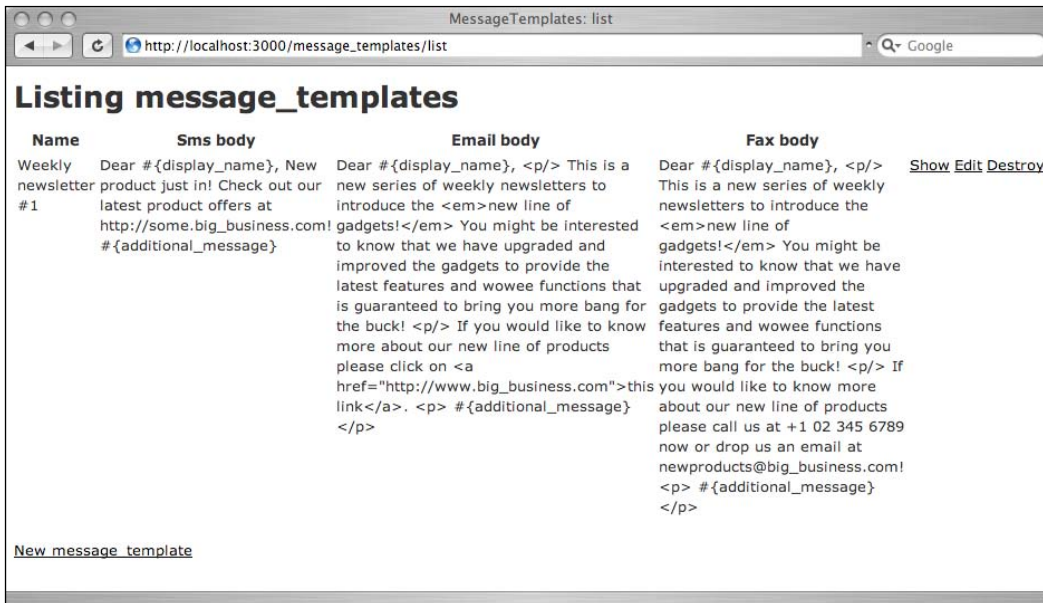 MessageTemplates: list
http://localhost:3000/message_templates/list
Google
Listing message_templates
Name
Sms body
Email body
Fax body
Weekly
newsletter
#1
Dear #{display_name}, New
product just in! Check out our
latest product offers at
http://some.big_business.com!
#{additional_message}
Dear #{display_name}, <p/> This is a
new series of weekly newsletters to
introduce the <em>new line of
gadgets!</em> You might be interested
to know that we have upgraded and
improved the gadgets to provide the
latest features and wowee functions that
is guaranteed to bring you more bang for
the buck! <p/> If you would like to know
more about our new line of products
please click on <a
href="http://www.big_business.com">this
link</a>. <p> #{additional_message}
</p>
Dear #{display_name}, <p/>
This is a new series of weekly
newsletters to introduce the
<em>new line of
gadgets!</em> You might be
interested to know that we have
upgraded and improved the
gadgets to provide the latest
features and wowee functions
that is guaranteed to bring you
more bang for the buck! <p/> If
you would like to know more
about our new line of products
please call us at +1 02 345 6789
now or drop us an email at
newproducts@big_business.com!
<p> #{additional_message}
</p>
Show Edit Destroy
New message_template